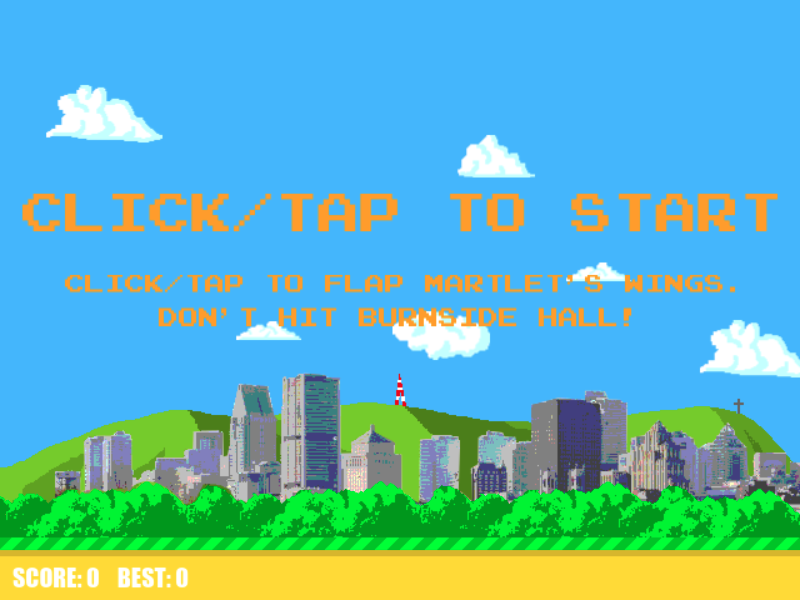 CLICK/TAP TO START
CLICK/TAP TO FLAP MARTLET'S WINGS.
DON'T HIT BURNSIDE HALL!
SCORE: 0 BEST: 0